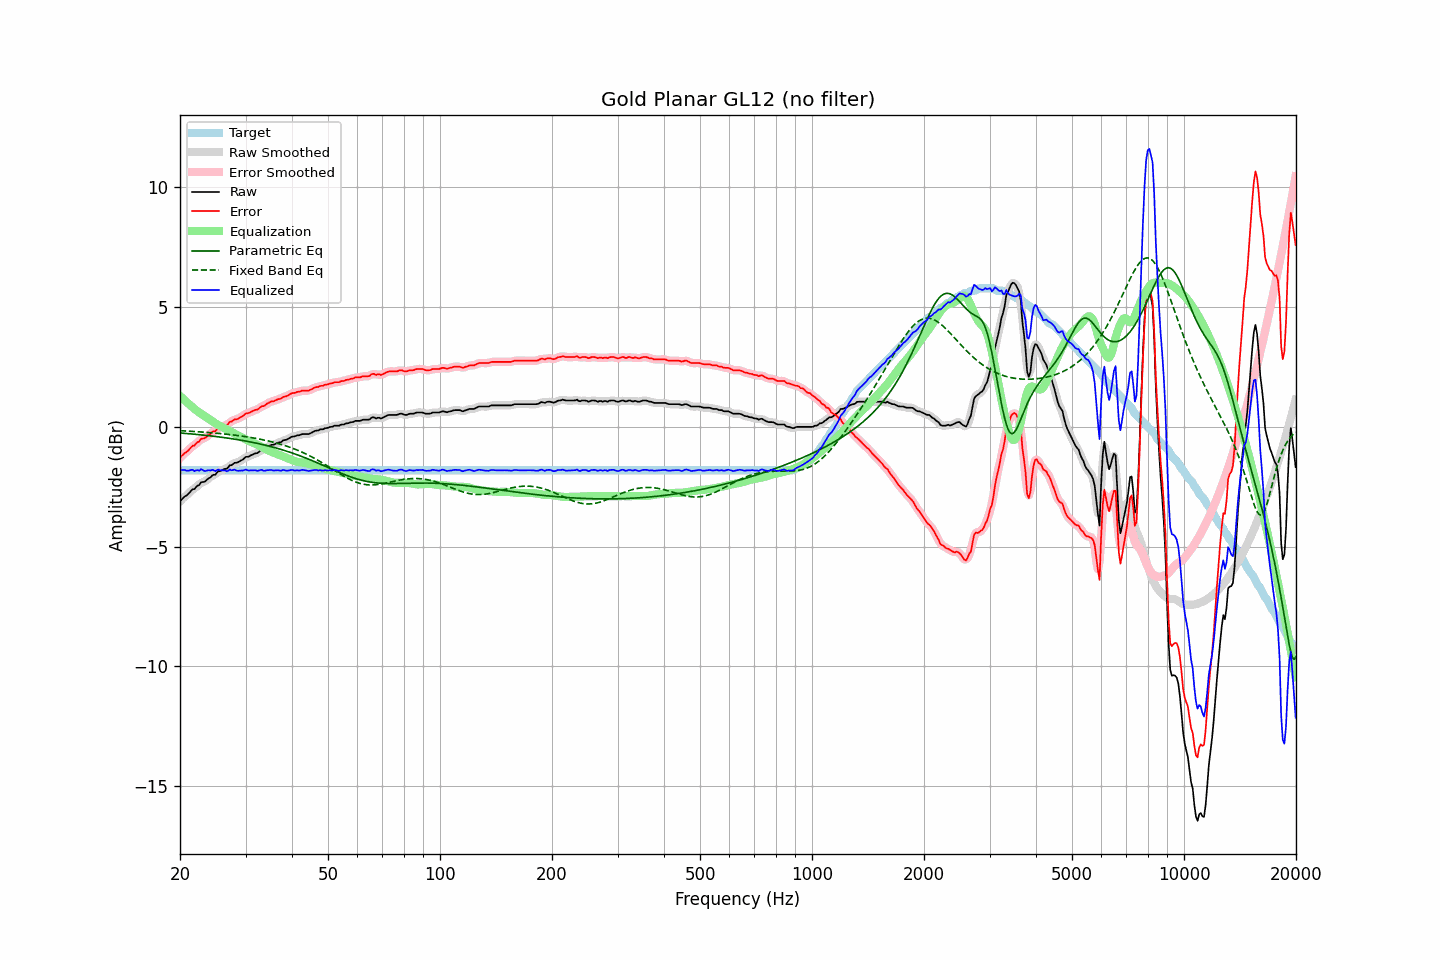 Gold Planar GL12 (no filter)
Target
Raw Smoothed
Error Smoothed
Raw
Error
Equalization
Parametric Eq
Fixed Band Eq
Equalized
10
5
0
−5
−10
−15
Amplitude (dBr)
20
50
100
200
500
1000
2000
5000
10000
20000
Frequency (Hz)